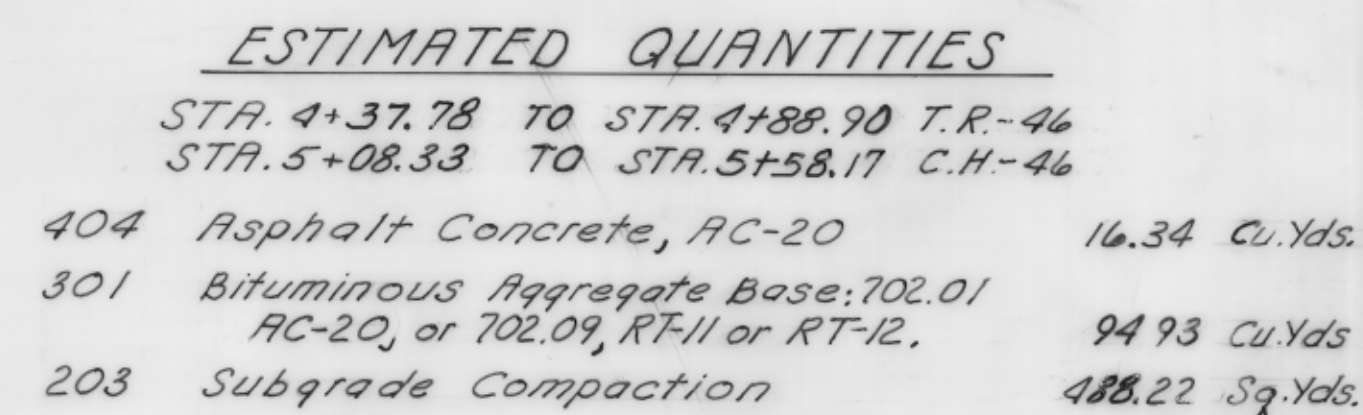 ESTIMATED QUANTITIES
STA. 4+37.78 TO STA. 4+88.90 T.R.-46
STA. 5+08.33 TO STA. 5+58.17 C.H.-46
404 Asphalt Concrete, AC-20 16.34 Cu.Yds.
301 Bituminous Aggregate Base: 702.01
AC-20, or 702.09, RT-11 or RT-12. 94 93 Cu.Yds
203 Subgrade Compaction 488.22 Sq.Yds.